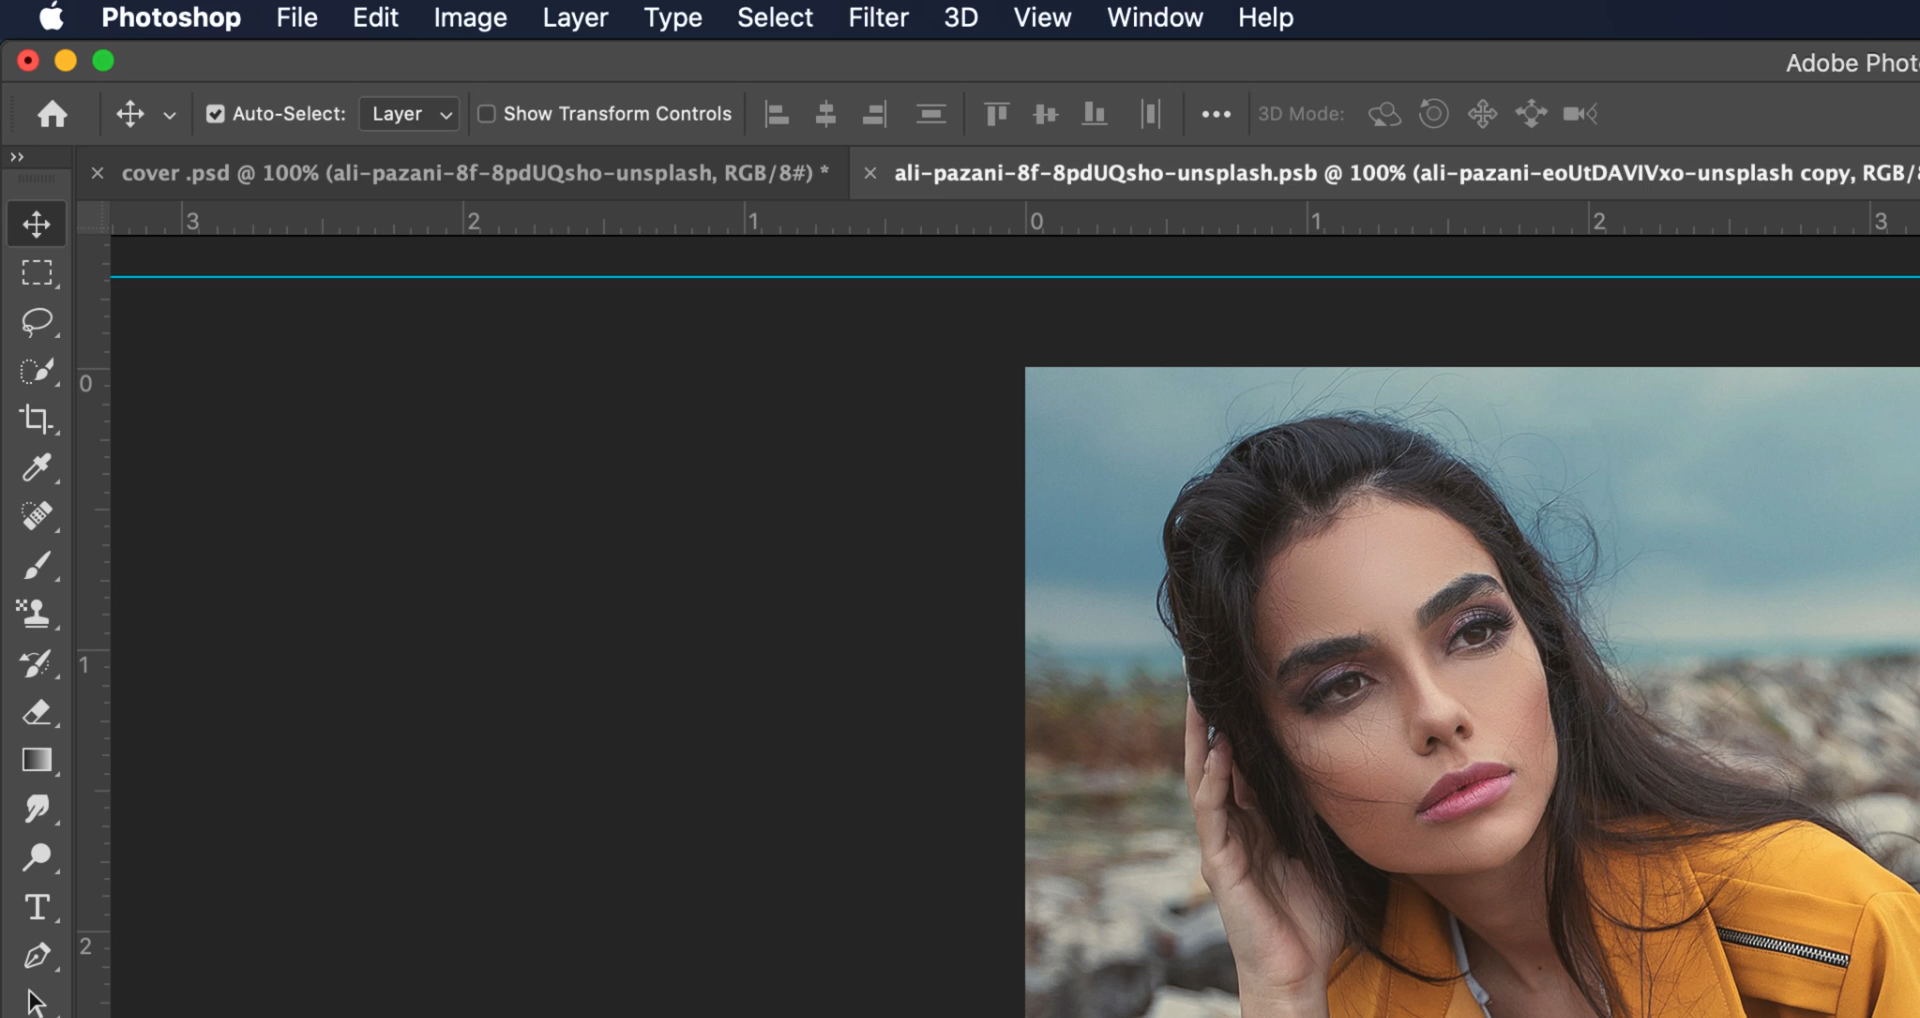 Photoshop File Edit Image Layer Type Select Filter 3D View Window Help
Adobe Phot
Auto-Select: Layer Show Transform Controls 3D Mode:
cover .psd @ 100% (ali-pazani-8f-8pdUQsho-unsplash, RGB/8#) * ali-pazani-8f-8pdUQsho-unsplash.psb @ 100% (ali-pazani-eoUtDAVIVxo-unsplash copy, RGB/8
3 2 1 0 1 2 3
0
1
2